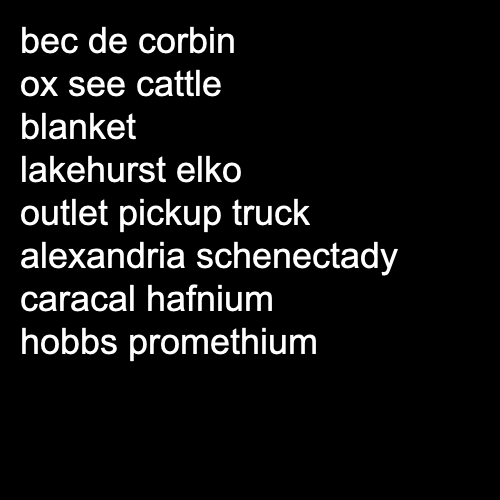 bec de corbin
ox see cattle
blanket
lakehurst elko
outlet pickup truck
alexandria schenectady
caracal hafnium
hobbs promethium